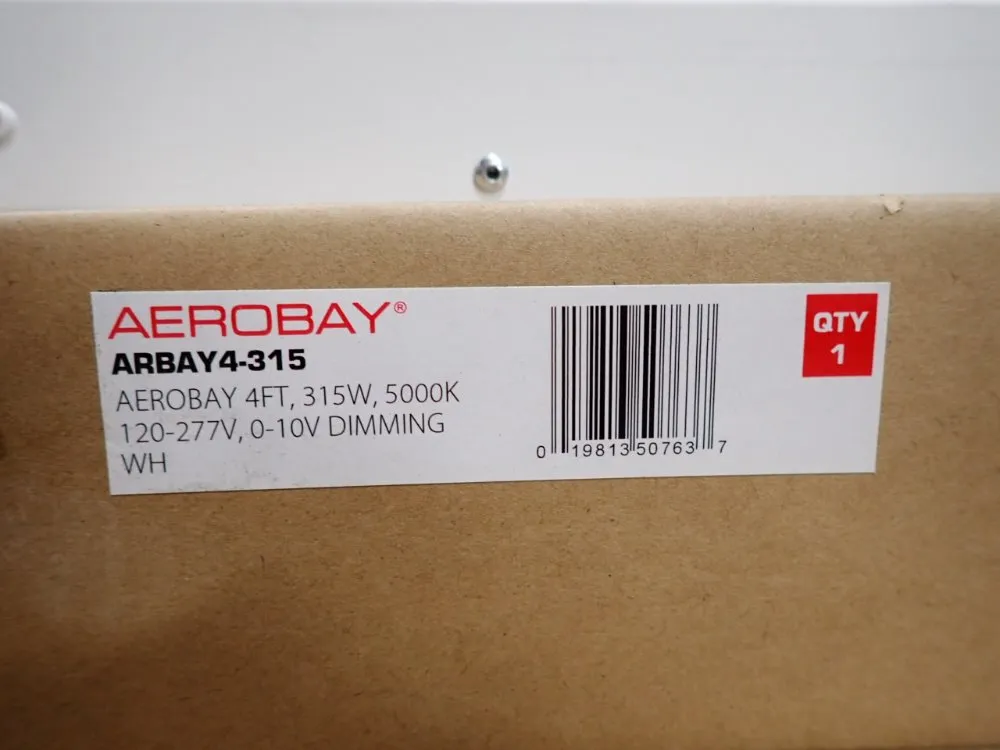 AEROBAY®
ARBAY4-315
AEROBAY 4FT, 315W, 5000K
120-277V, 0-10V DIMMING
WH
0 19813 50763 7
QTY
1